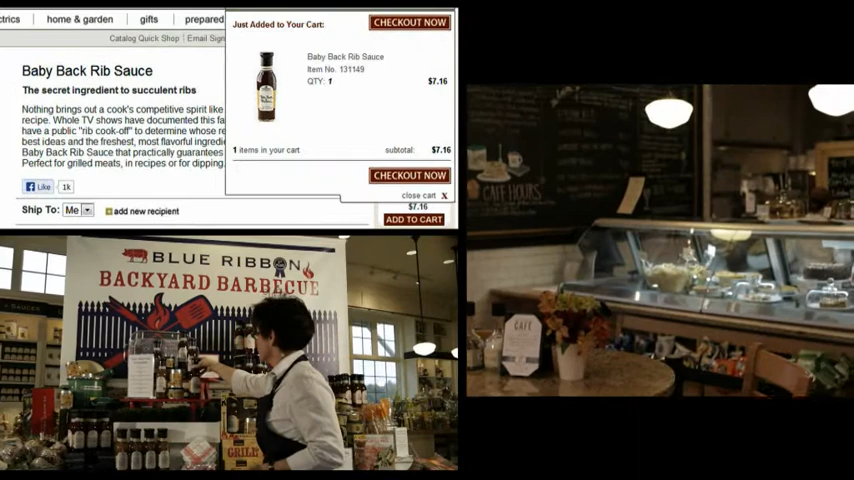 ctrics
home & garden
gifts
prepared
Catalog Quick Shop
Email Sign
Baby Back Rib Sauce
The secret ingredient to succulent ribs
Nothing brings out a cook's competitive spirit like
recipe. Whole TV shows have documented this fa
have a public "rib cook-off" to determine whose re
best ideas and the freshest, most flavorful ingredie
Baby Back Rib Sauce that practically guarantees
Perfect for grilled meats, in recipes or for dipping.
Like
1k
Ship To:
Me
add new recipient
Just Added to Your Cart:
CHECKOUT NOW
Baby Back Rib Sauce
Item No. 131149
QTY: 1
$7.16
1 items in your cart
subtotal:
$7.16
CHECKOUT NOW
close cart X
$7.16
ADD TO CART
BLUE RIBBON
BACKYARD BARBECUE
GRILL
CAFE HOURS
CAFE